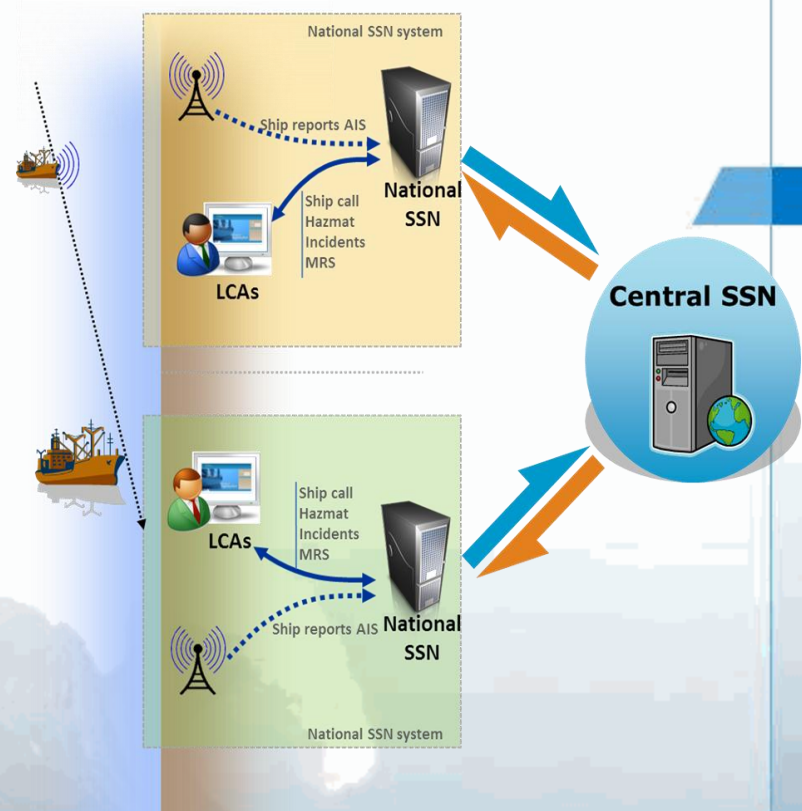 National SSN system
Ship reports AIS
National
SSN
Ship call
Hazmat
Incidents
MRS
LCAs
Central SSN
LCAs
Ship call
Hazmat
Incidents
MRS
Ship reports AIS
National
SSN
National SSN system